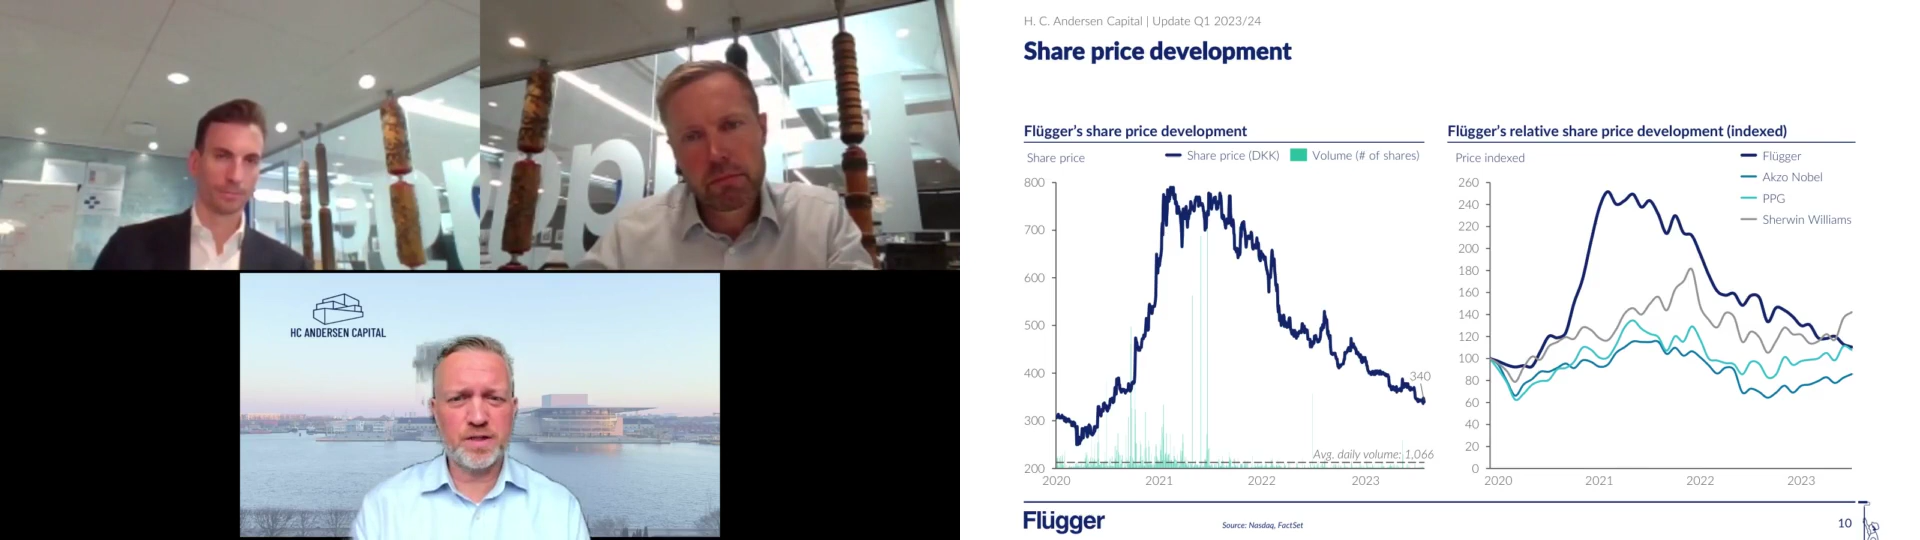 HC ANDERSEN CAPITAL
H. C. Andersen Capital | Update Q1 2023/24
Share price development
Flügger's share price development
Share price
Share price (DKK)
Volume (# of shares)
800
700
600
500
400
300
200
340
Avg. daily volume: 1,066
2020
2021
2022
2023
Flügger's relative share price development (indexed)
Price indexed
Flügger
Akzo Nobel
PPG
Sherwin Williams
260
240
220
200
180
160
140
120
100
80
60
40
20
0
2020
2021
2022
2023
Flügger
Source: Nasdaq, FactSet
10